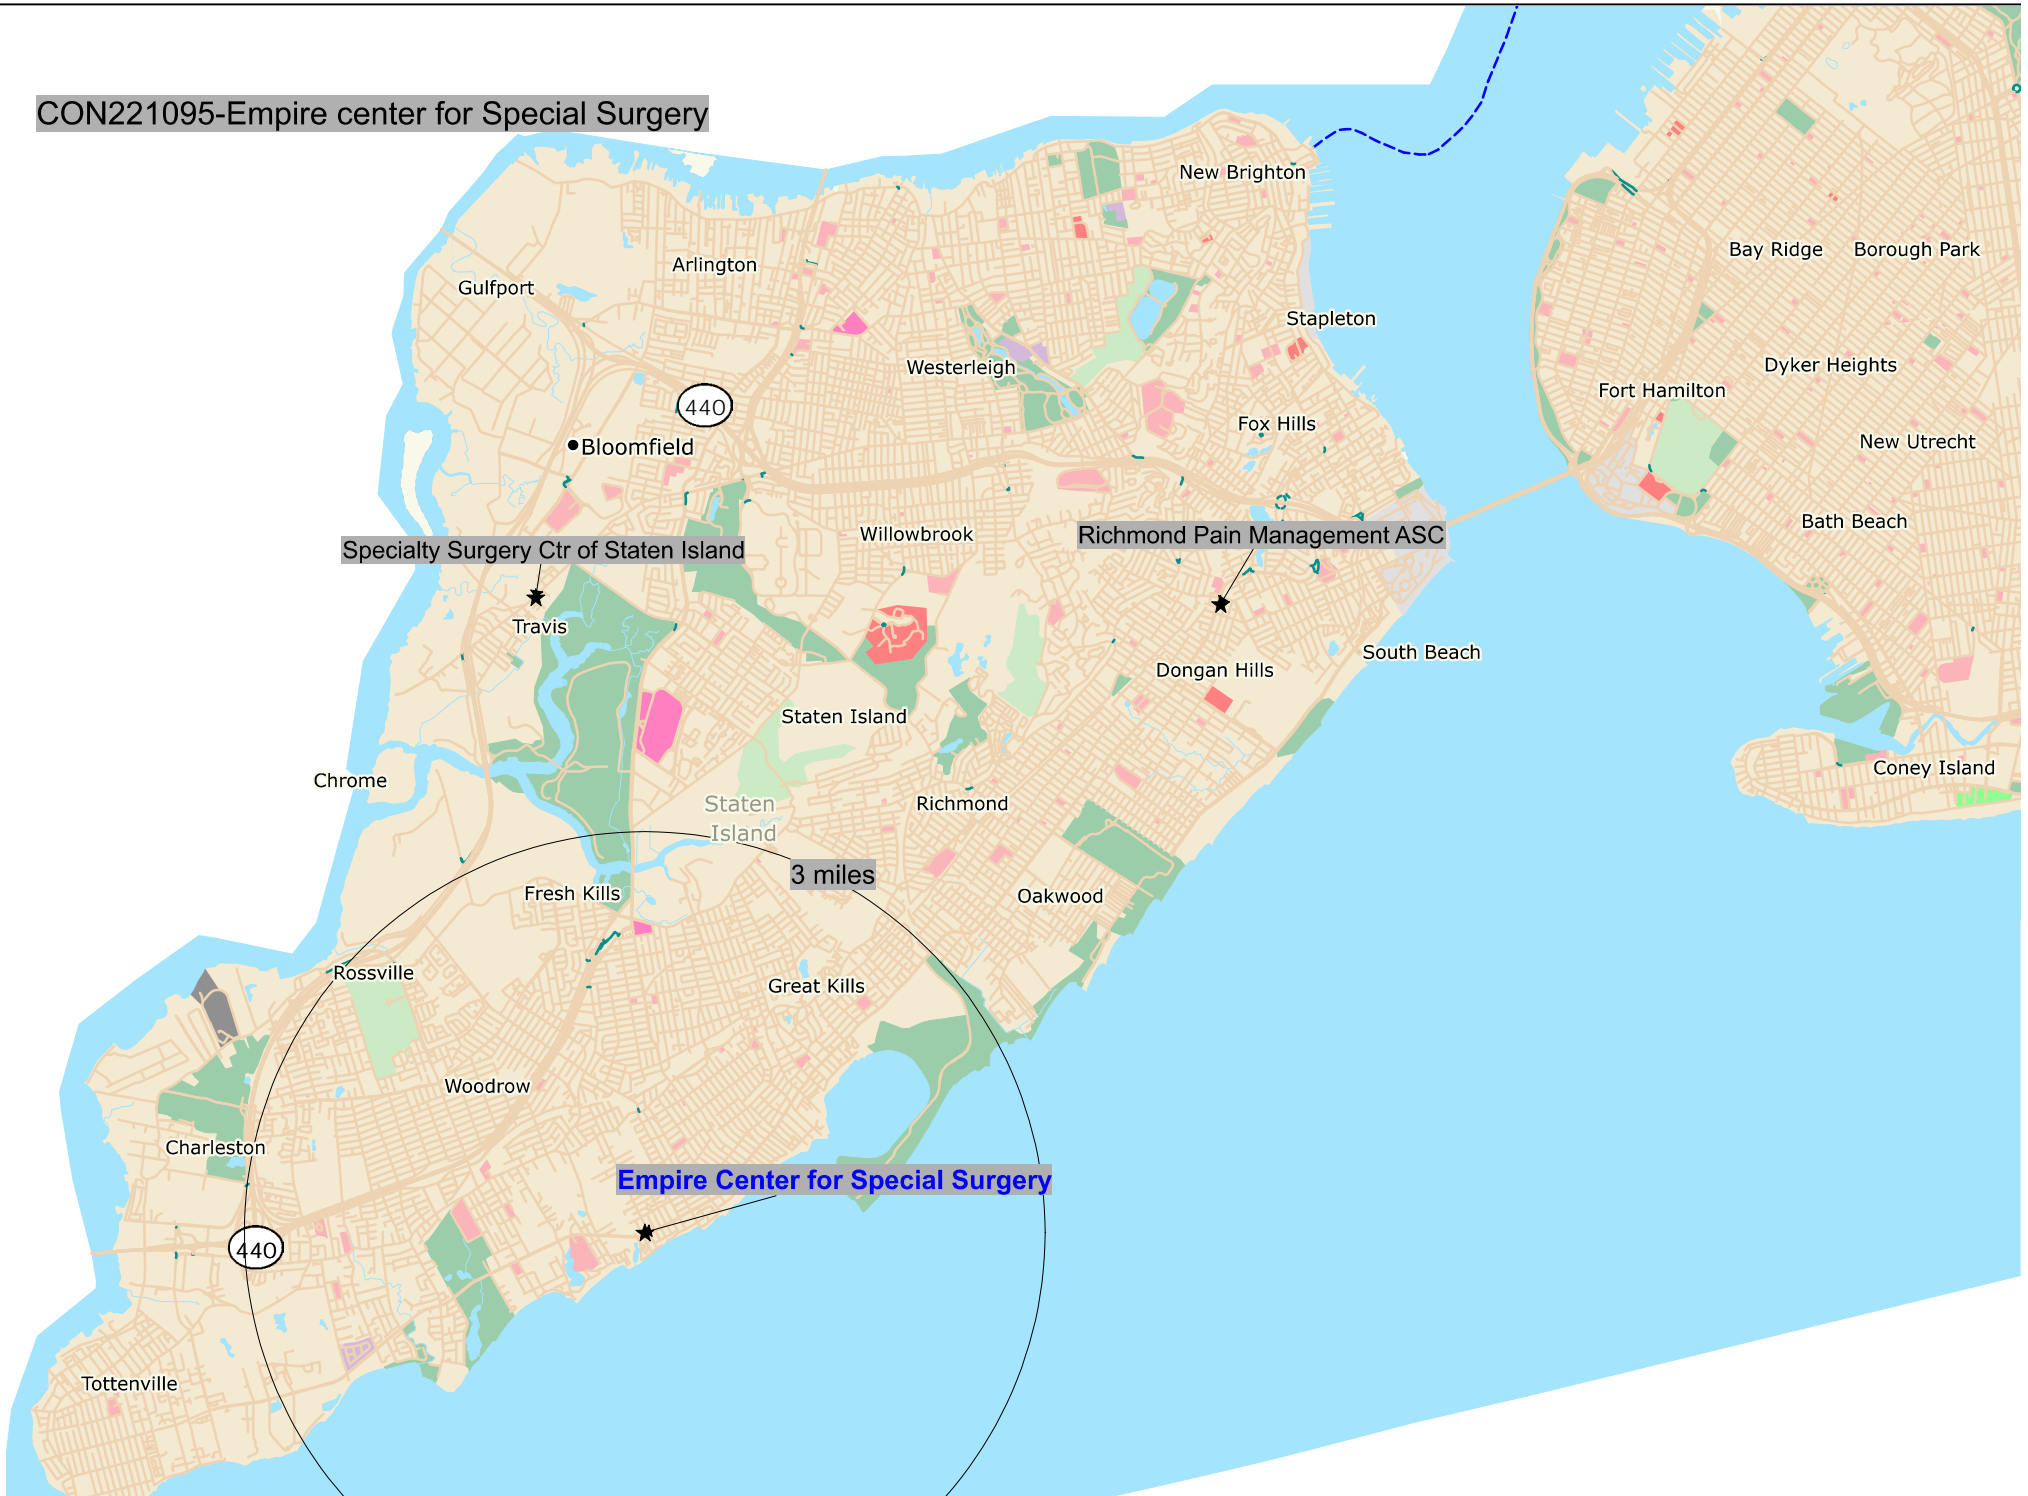 CON221095-Empire center for Special Surgery
New Brighton
Bay Ridge
Borough Park
Arlington
Gulfport
Stapleton
Westerleigh
Dyker Heights
Fort Hamilton
440
Fox Hills
New Utrecht
Bloomfield
Bath Beach
Willowbrook
Richmond Pain Management ASC
Specialty Surgery Ctr of Staten Island
Travis
South Beach
Dongan Hills
Staten Island
Coney Island
Chrome
Staten
Island
Richmond
3 miles
Fresh Kills
Oakwood
Rossville
Great Kills
Woodrow
Charleston
Empire Center for Special Surgery
440
Tottenville